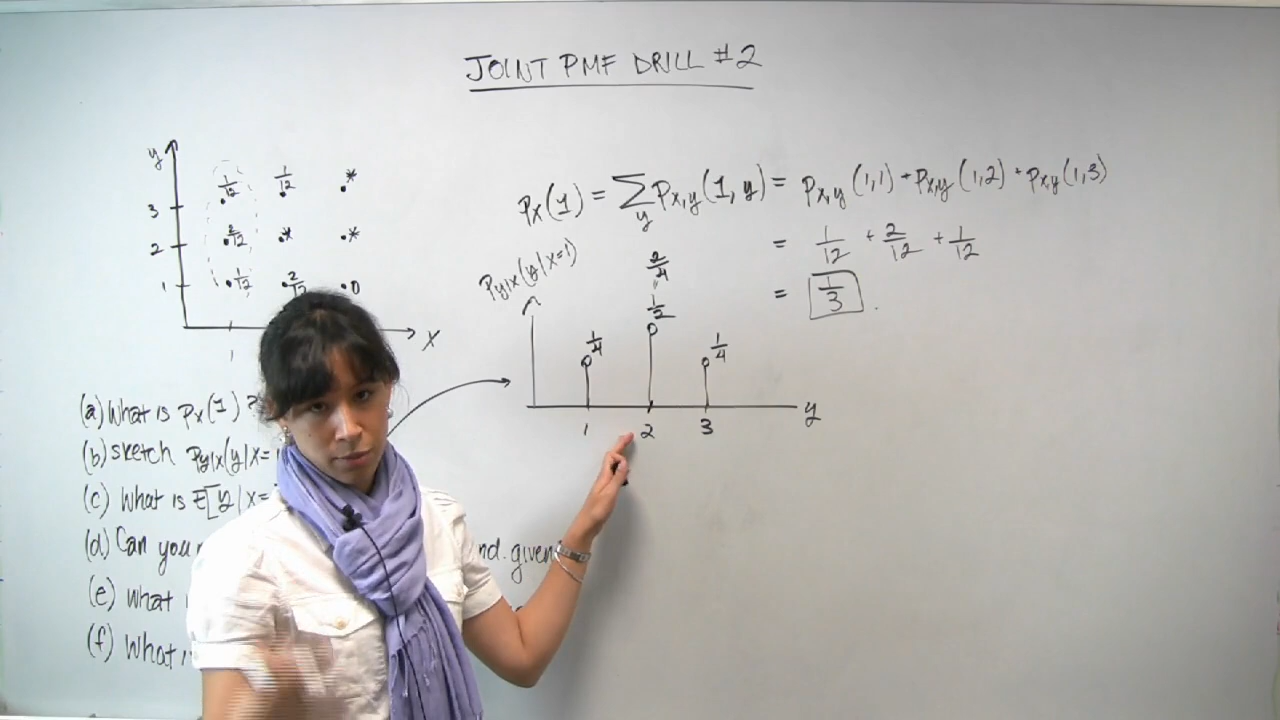 JOINT PMF DRILL #2
y
3
2
1
1/12 1/12 *
2/12 * *
1/12 2/12 0
1
x
(a) What is Px(1)?
(b) sketch Py|x(y|x=1
(c) What is E[Y|x=
(d) Can you nd. given
(e) What
(f) What i
Px(1) = ∑y Px,y(1,y) = Px,y(1,1) + Px,y(1,2) + Px,y(1,3)
= 1/12 + 2/12 + 1/12
= 1/3.
Py|x(y|x=1)
2/4
"
1/4 1/2 1/4
1 2 3 y